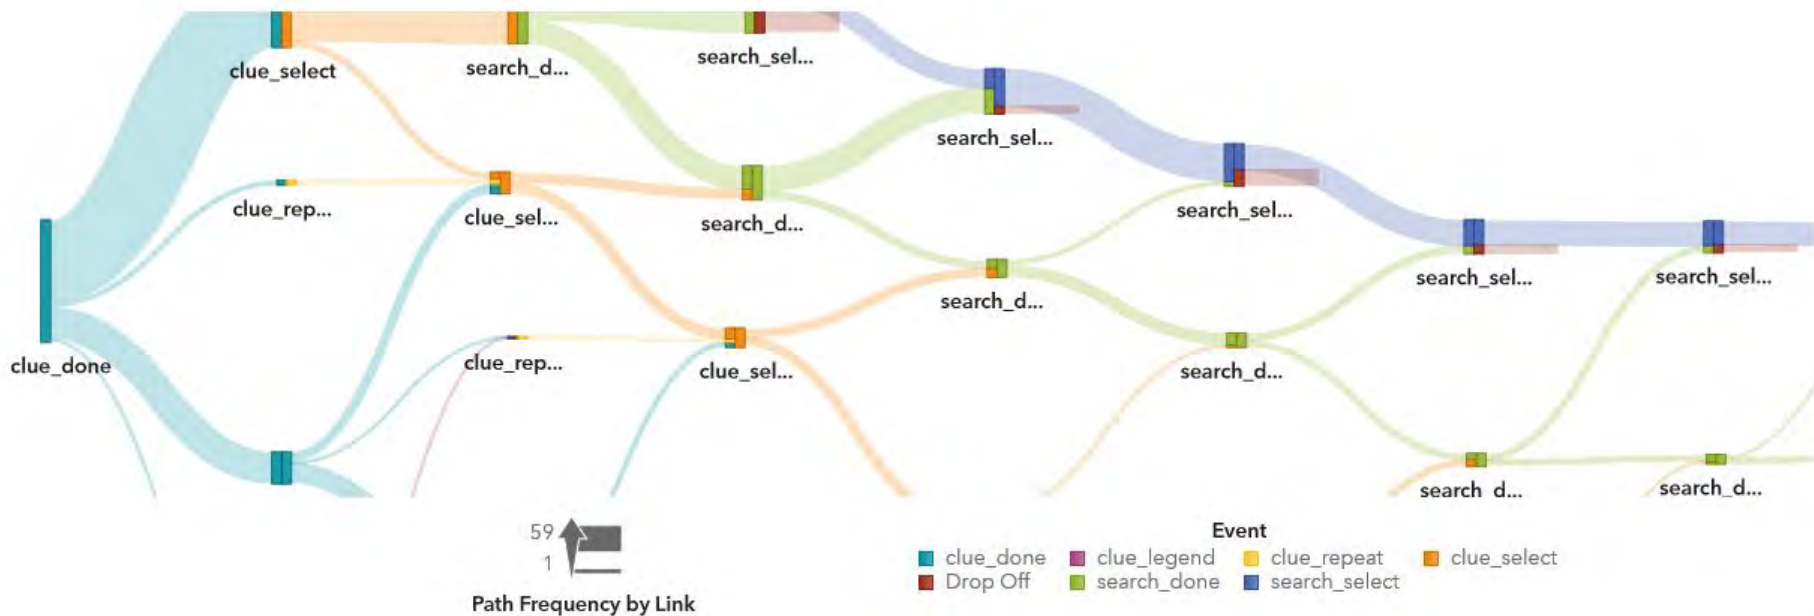 clue_select
search_d...
search_sel...
search_sel...
clue_rep...
clue_sel...
search_d...
search_sel...
search_sel...
search_sel...
search_d...
clue_done
clue_rep...
clue_sel...
search_d...
search d...
search_d...
59
1
Path Frequency by Link
Event
clue_done
clue_legend
clue_repeat
clue_select
Drop Off
search_done
search_select